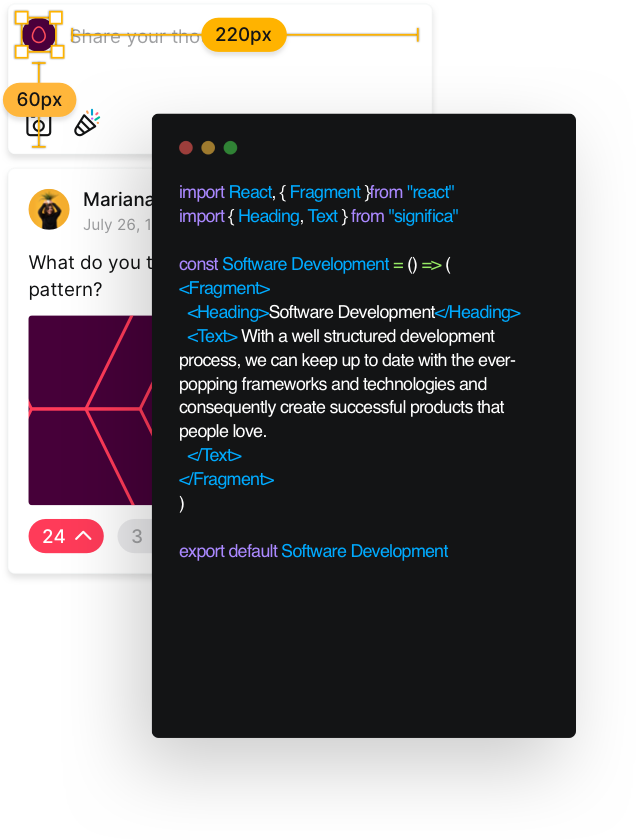 Share your tho
220px
60px
Mariana
July 26, 1
What do you t
pattern?
24
3
import React, { Fragment }from "react"
import { Heading, Text } from "significa"
const Software Development = () => (
<Fragment>
<Heading>Software Development</Heading>
<Text> With a well structured development
process, we can keep up to date with the ever-
popping frameworks and technologies and
consequently create successful products that
people love.
</Text>
</Fragment>
)
export default Software Development